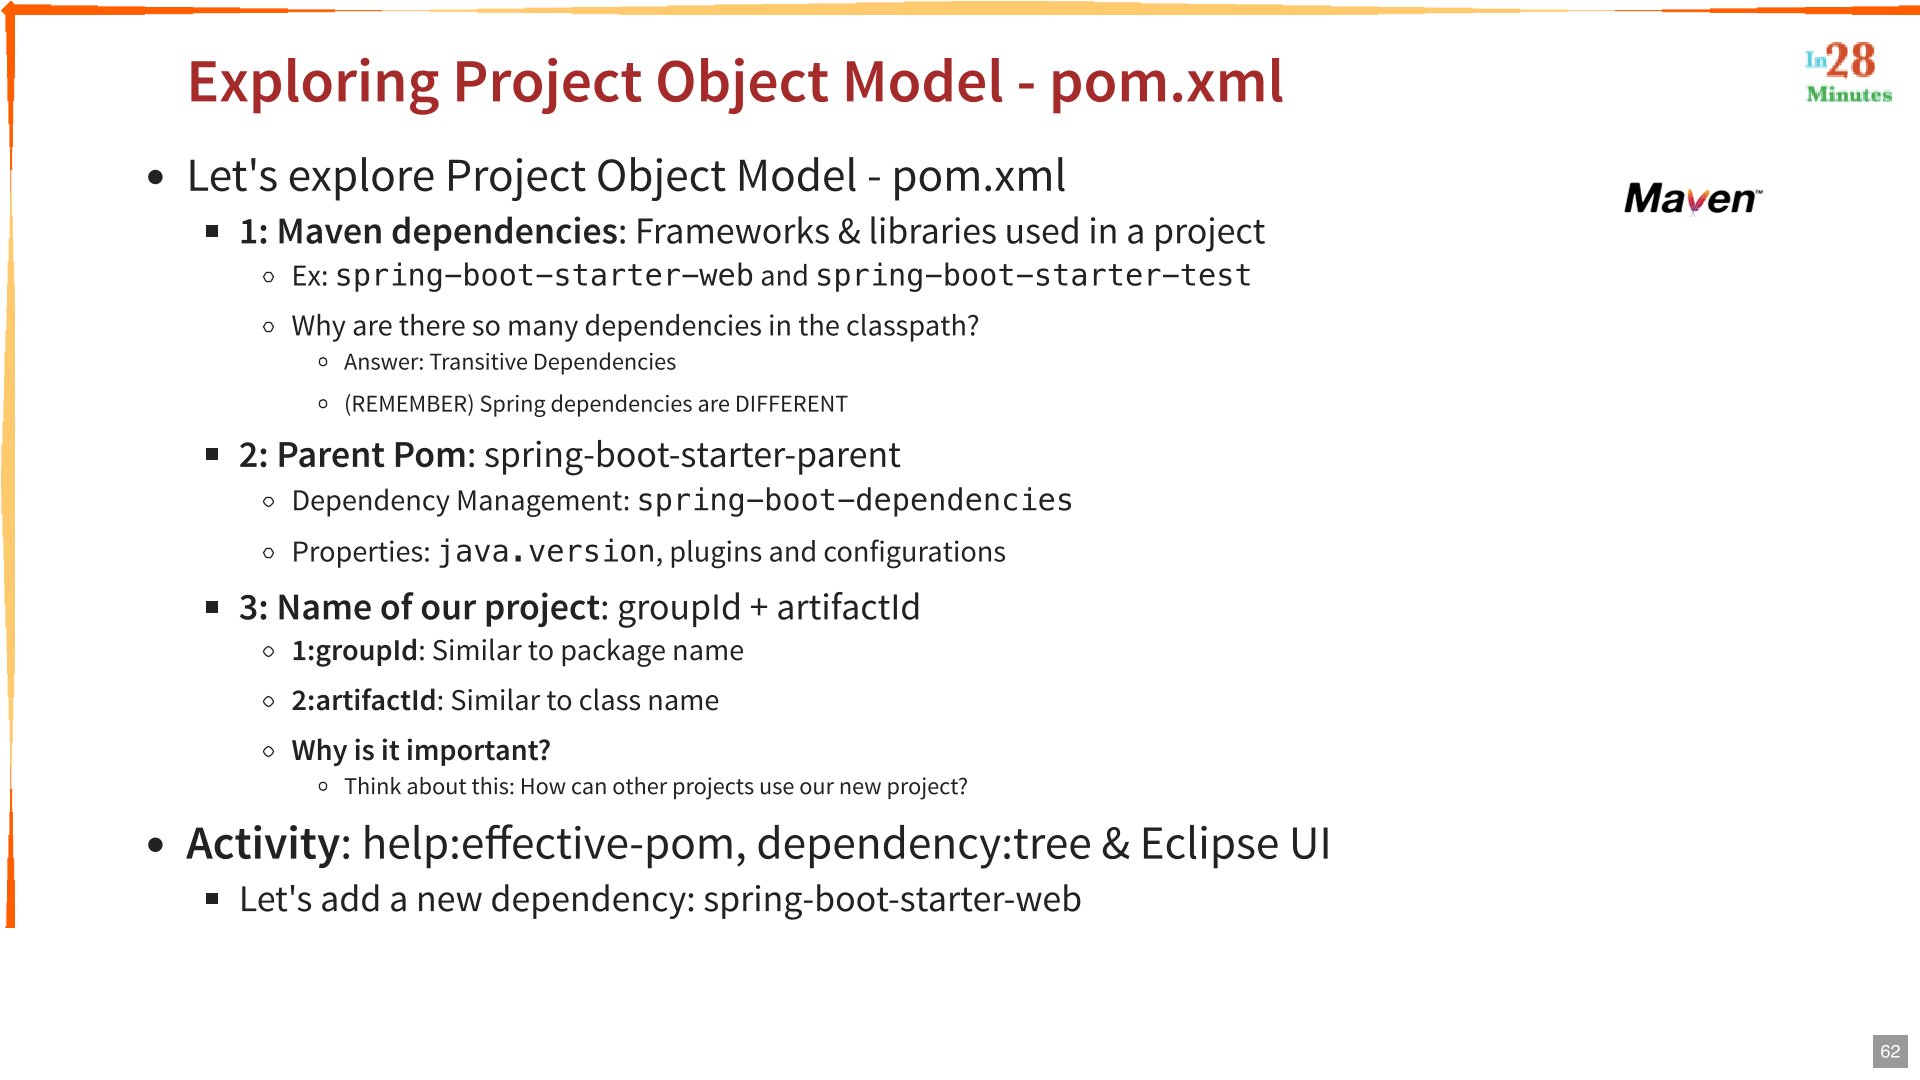 Exploring Project Object Model - pom.xml
In28
Minutes
Let's explore Project Object Model - pom.xml
Maven™
1: Maven dependencies: Frameworks & libraries used in a project
Ex: spring-boot-starter-web and spring-boot-starter-test
Why are there so many dependencies in the classpath?
Answer: Transitive Dependencies
(REMEMBER) Spring dependencies are DIFFERENT
2: Parent Pom: spring-boot-starter-parent
Dependency Management: spring-boot-dependencies
Properties: java.version, plugins and configurations
3: Name of our project: groupId + artifactId
1:groupId: Similar to package name
2:artifactId: Similar to class name
Why is it important?
Think about this: How can other projects use our new project?
Activity: help:effective-pom, dependency:tree & Eclipse UI
Let's add a new dependency: spring-boot-starter-web
62